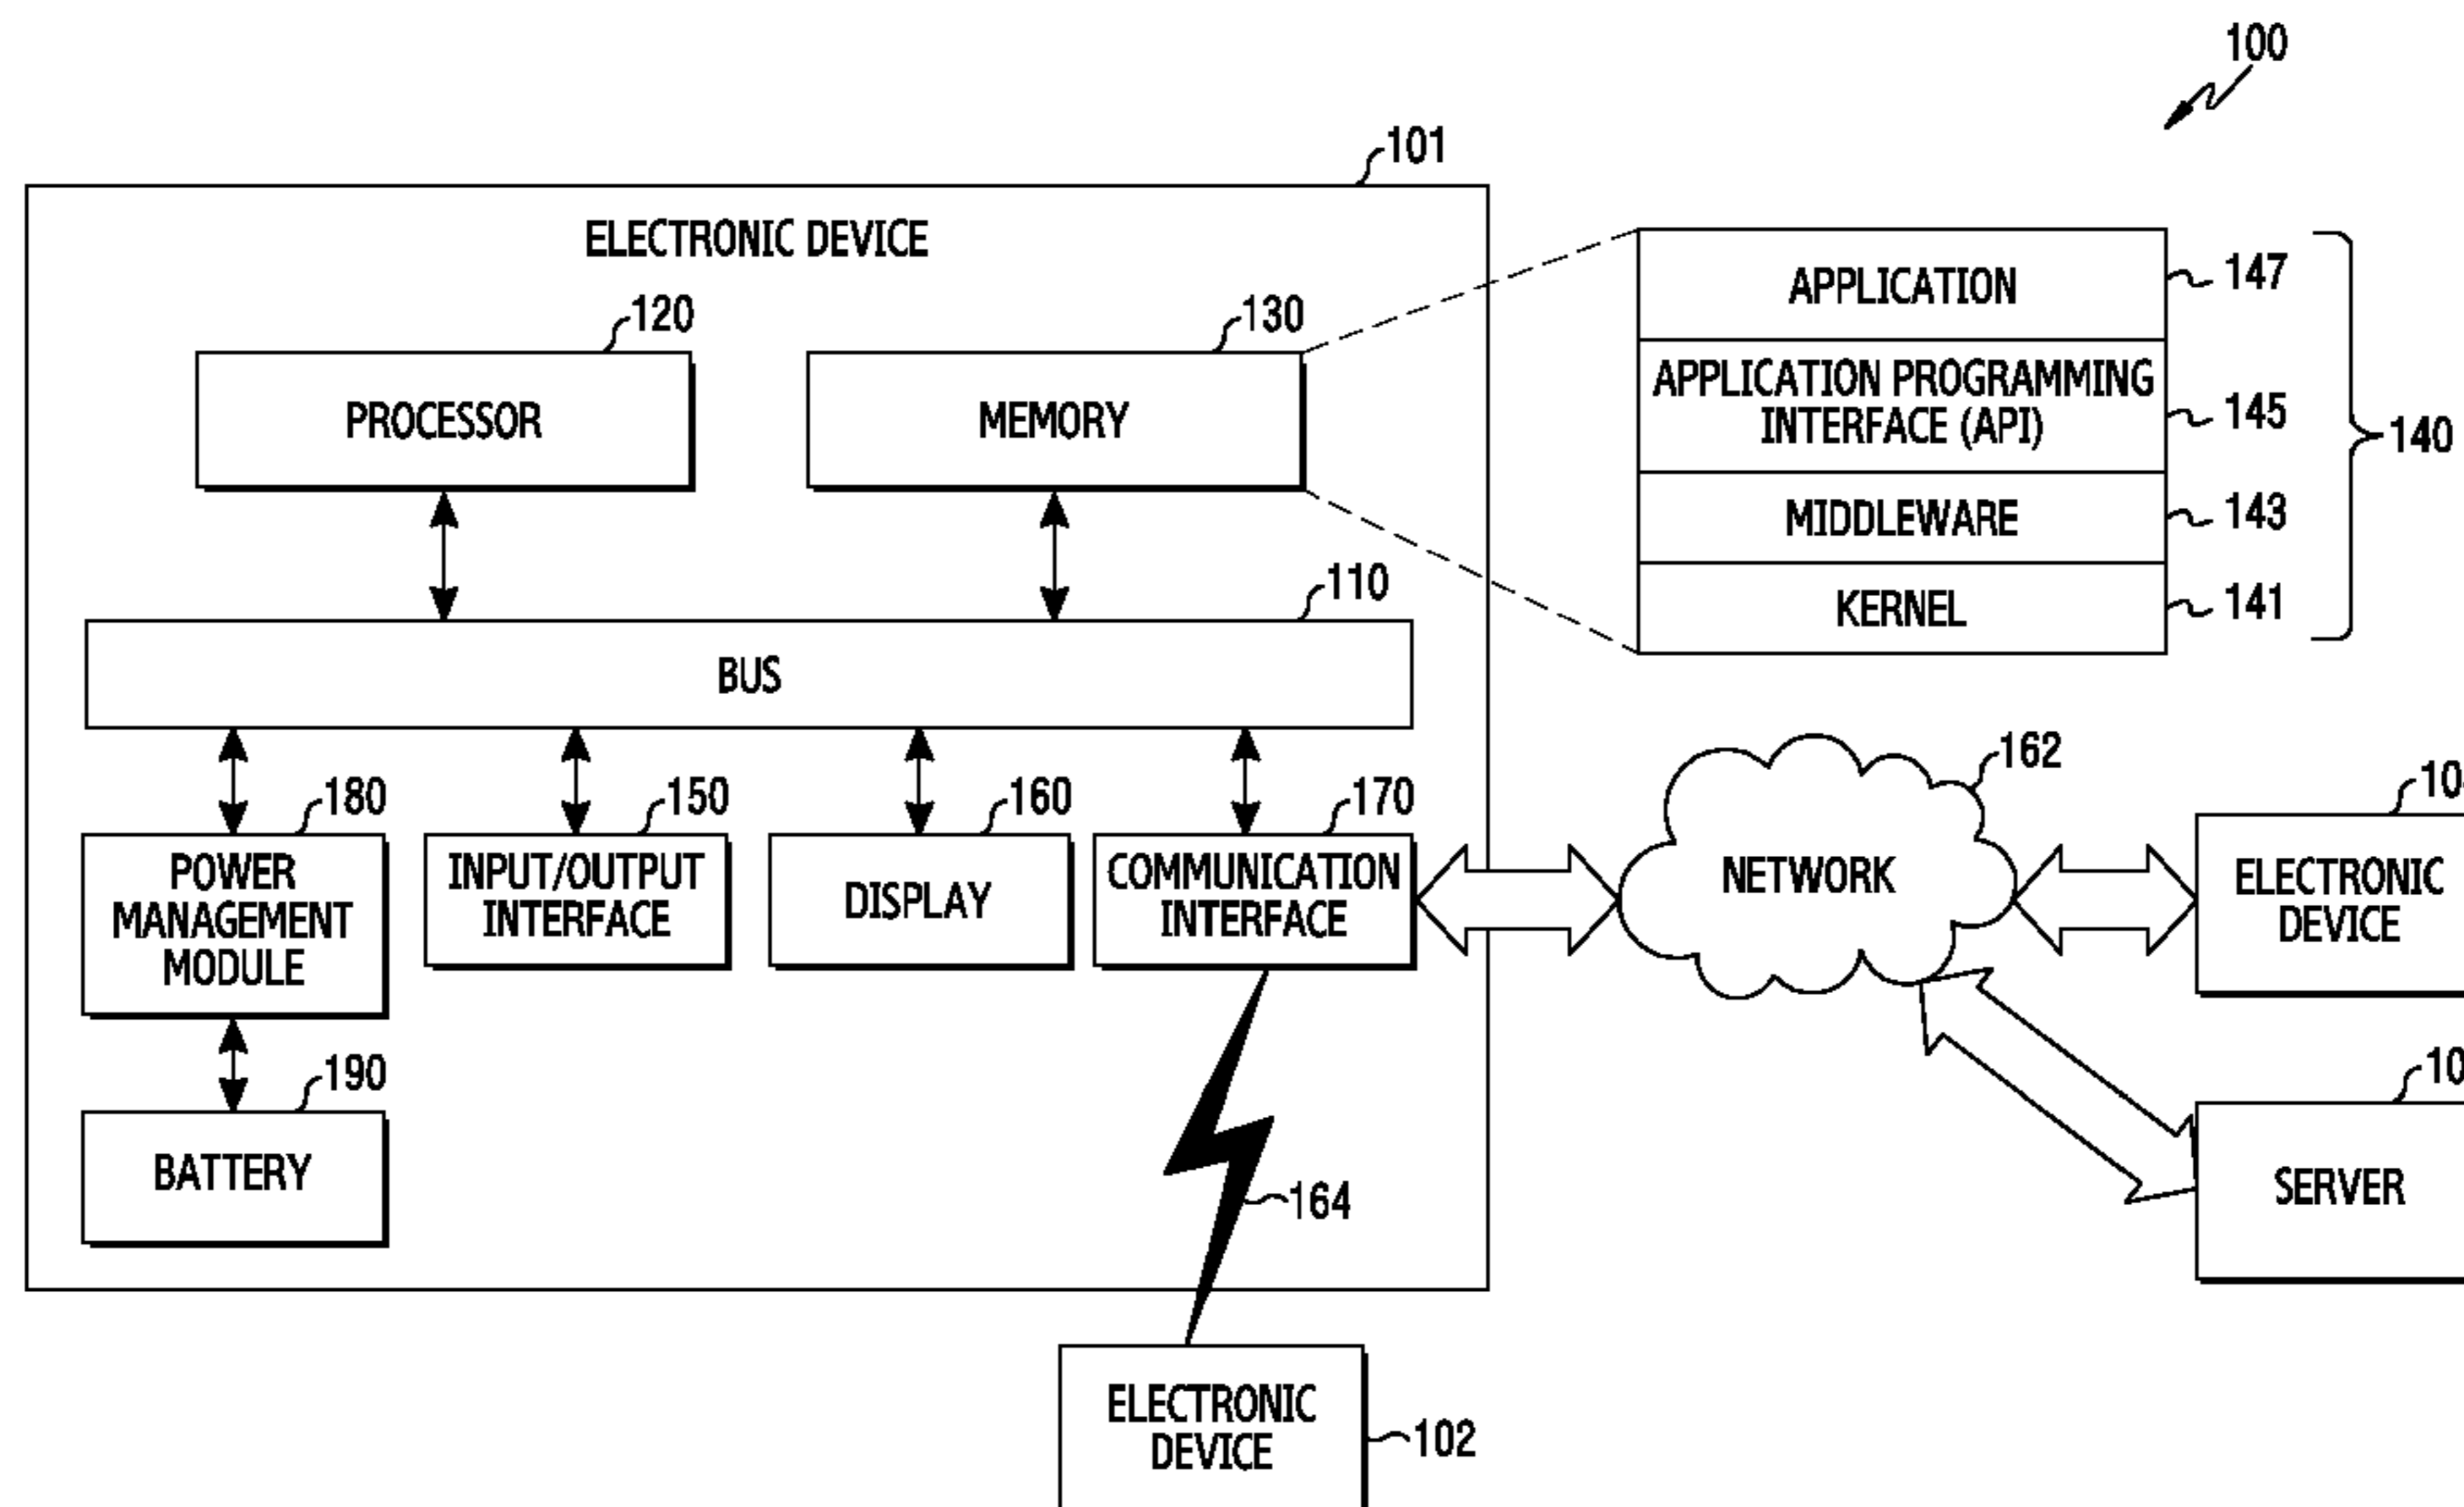 100
101
ELECTRONIC DEVICE
120
130
PROCESSOR
MEMORY
APPLICATION
147
APPLICATION PROGRAMMING
INTERFACE (API)
145
140
MIDDLEWARE
143
KERNEL
141
110
BUS
180
150
160
170
POWER
MANAGEMENT
MODULE
INPUT/OUTPUT
INTERFACE
DISPLAY
COMMUNICATION
INTERFACE
162
NETWORK
ELECTRONIC
DEVICE
190
BATTERY
164
SERVER
ELECTRONIC
DEVICE
102